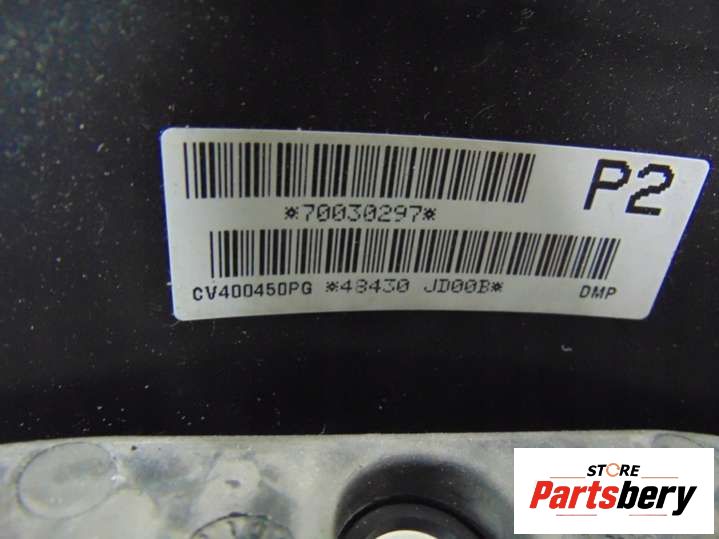 P2
*70030297*
CV400450PG *48430 JD00B* DMP
STORE
Partsbery